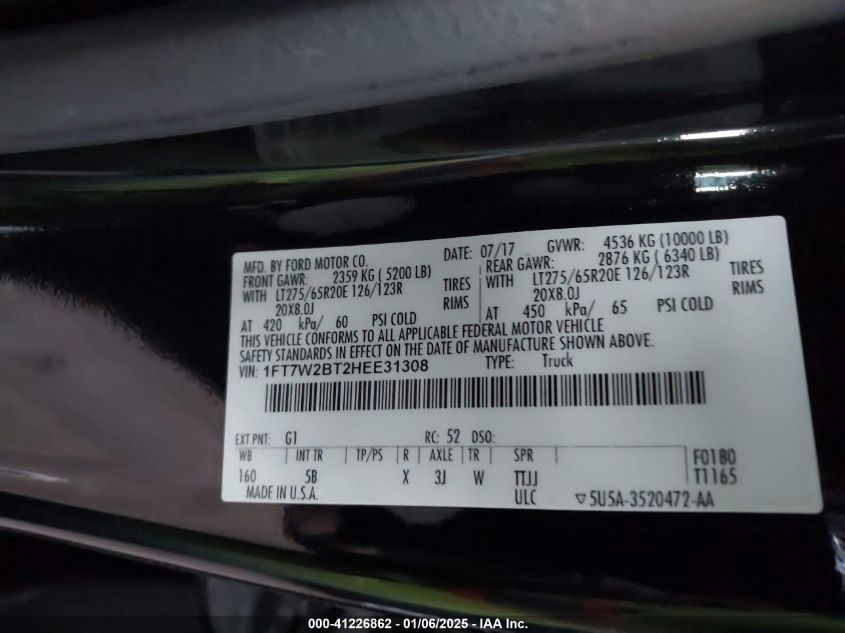 MFD. BY FORD MOTOR CO. DATE: 07/17 GVWR: 4536 KG (10000 LB)
FRONT GAWR: 2359 KG ( 5200 LB) REAR GAWR: 2876 KG ( 6340 LB)
WITH LT275/65R20E 126/123R TIRES WITH LT275/65R20E 126/123R TIRES
20X8.0J RIMS 20X8.0J RIMS
AT 420 kPa/ 60 PSI COLD AT 450 kPa/ 65 PSI COLD
THIS VEHICLE CONFORMS TO ALL APPLICABLE FEDERAL MOTOR VEHICLE
SAFETY STANDARDS IN EFFECT ON THE DATE OF MANUFACTURE SHOWN ABOVE.
VIN: 1FT7W2BT2HEE31308 TYPE: Truck
EXT PNT: G1 RC: 52 DSO:
WB INT TR TP/PS R AXLE TR SPR F0180
160 5B X 3J W TTJJ T1165
MADE IN U.S.A. ULC ▽5U5A-3520472-AA
000-41226862 - 01/06/2025 - IAA Inc.